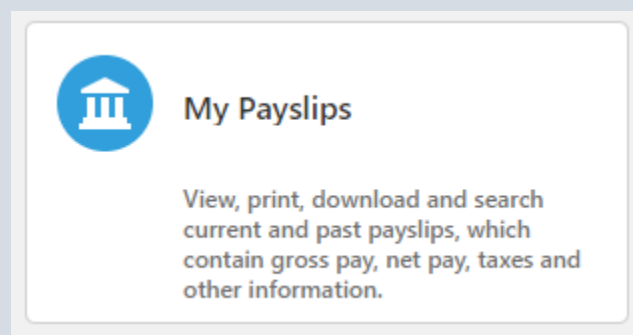 My Payslips
View, print, download and search
current and past payslips, which
contain gross pay, net pay, taxes and
other information.